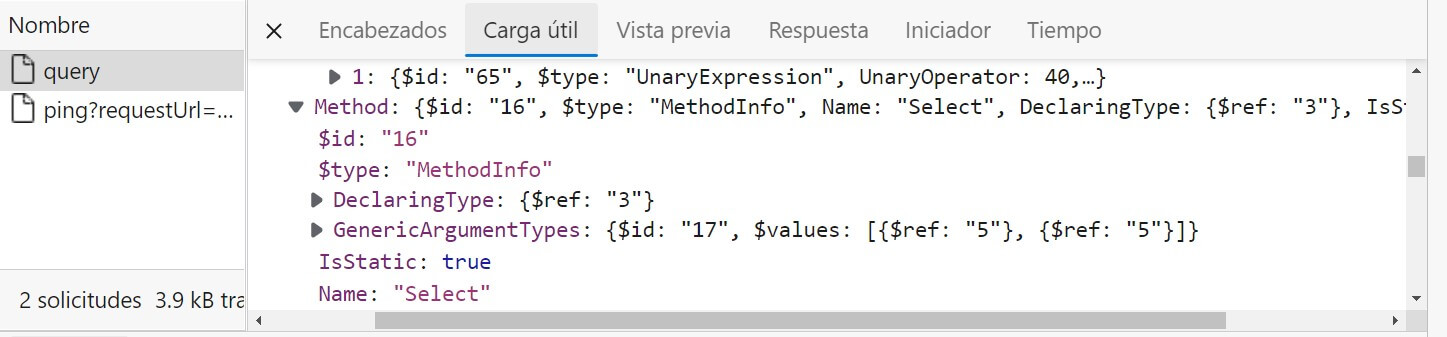 Nombre
query
ping?requestUrl=...
2 solicitudes 3.9 kB tra
Encabezados Carga útil Vista previa Respuesta Iniciador Tiempo
1: {$id: "65", $type: "UnaryExpression", UnaryOperator: 40,…}
Method: {$id: "16", $type: "MethodInfo", Name: "Select", DeclaringType: {$ref: "3"}, IsSt
$id: "16"
$type: "MethodInfo"
DeclaringType: {$ref: "3"}
GenericArgumentTypes: {$id: "17", $values: [{$ref: "5"}, {$ref: "5"}]}
IsStatic: true
Name: "Select"